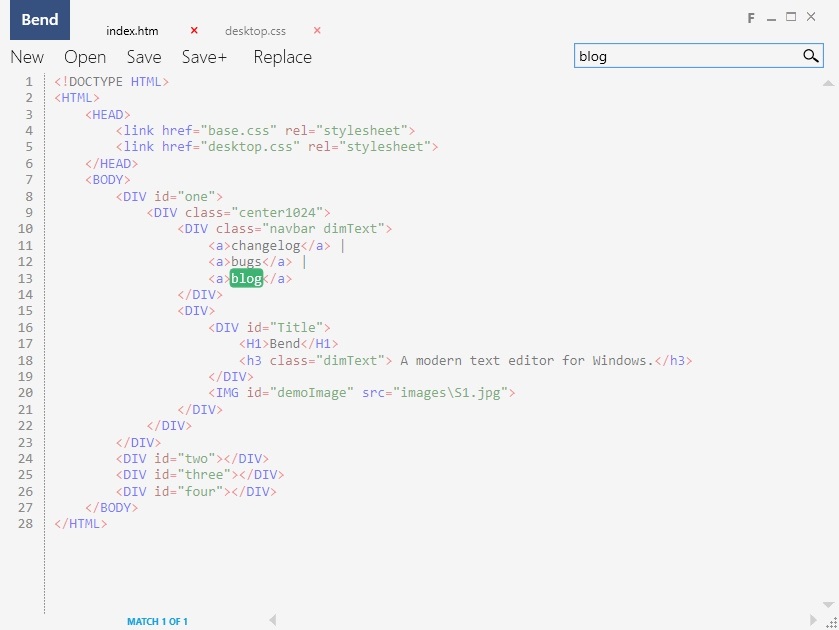 Bend
index.htm × desktop.css ×
F
New Open Save Save+ Replace
blog
1 <!DOCTYPE HTML>
2 <HTML>
3 <HEAD>
4 <link href="base.css" rel="stylesheet">
5 <link href="desktop.css" rel="stylesheet">
6 </HEAD>
7 <BODY>
8 <DIV id="one">
9 <DIV class="center1024">
10 <DIV class="navbar dimText">
11 <a>changelog</a> |
12 <a>bugs</a> |
13 <a>blog</a>
14 </DIV>
15 <DIV>
16 <DIV id="Title">
17 <H1>Bend</H1>
18 <h3 class="dimText"> A modern text editor for Windows.</h3>
19 </DIV>
20 <IMG id="demoImage" src="images\S1.jpg">
21 </DIV>
22 </DIV>
23 </DIV>
24 <DIV id="two"></DIV>
25 <DIV id="three"></DIV>
26 <DIV id="four"></DIV>
27 </BODY>
28 </HTML>
MATCH 1 OF 1